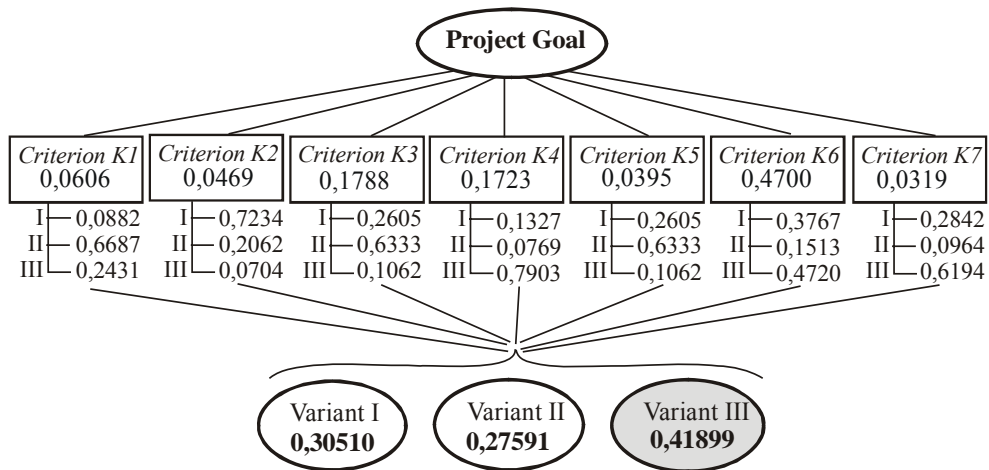 Project Goal
Criterion K1 Criterion K2 Criterion K3 Criterion K4 Criterion K5 Criterion K6 Criterion K7
0,0606 0,0469 0,1788 0,1723 0,0395 0,4700 0,0319
I 0,0882 I 0,7234 I 0,2605 I 0,1327 I 0,2605 I 0,3767 I 0,2842
II 0,6687 II 0,2062 II 0,6333 II 0,0769 II 0,6333 II 0,1513 II 0,0964
III 0,2431 III 0,0704 III 0,1062 III 0,7903 III 0,1062 III 0,4720 III 0,6194
Variant I Variant II Variant III
0,30510 0,27591 0,41899